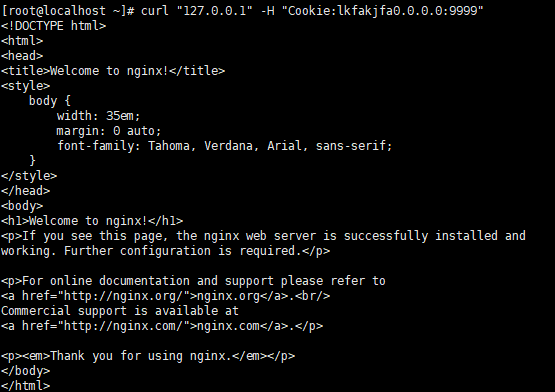 [root@localhost ~]# curl "127.0.0.1" -H "Cookie:lkfakjfa0.0.0.0:9999"
<!DOCTYPE html>
<html>
<head>
<title>Welcome to nginx!</title>
<style>
    body {
        width: 35em;
        margin: 0 auto;
        font-family: Tahoma, Verdana, Arial, sans-serif;
    }
</style>
</head>
<body>
<h1>Welcome to nginx!</h1>
<p>If you see this page, the nginx web server is successfully installed and
working. Further configuration is required.</p>

<p>For online documentation and support please refer to
<a href="http://nginx.org/">nginx.org</a>.<br/>
Commercial support is available at
<a href="http://nginx.com/">nginx.com</a>.</p>

<p><em>Thank you for using nginx.</em></p>
</body>
</html>